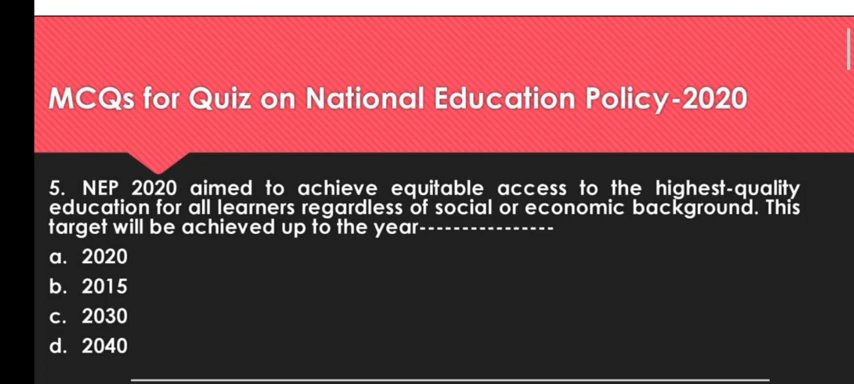 MCQs for Quiz on National Education Policy-2020
5. NEP 2020 aimed to achieve equitable access to the highest-quality
education for all learners regardless of social or economic background. This
target will be achieved up to the year----------------
a. 2020
b. 2015
c. 2030
d. 2040